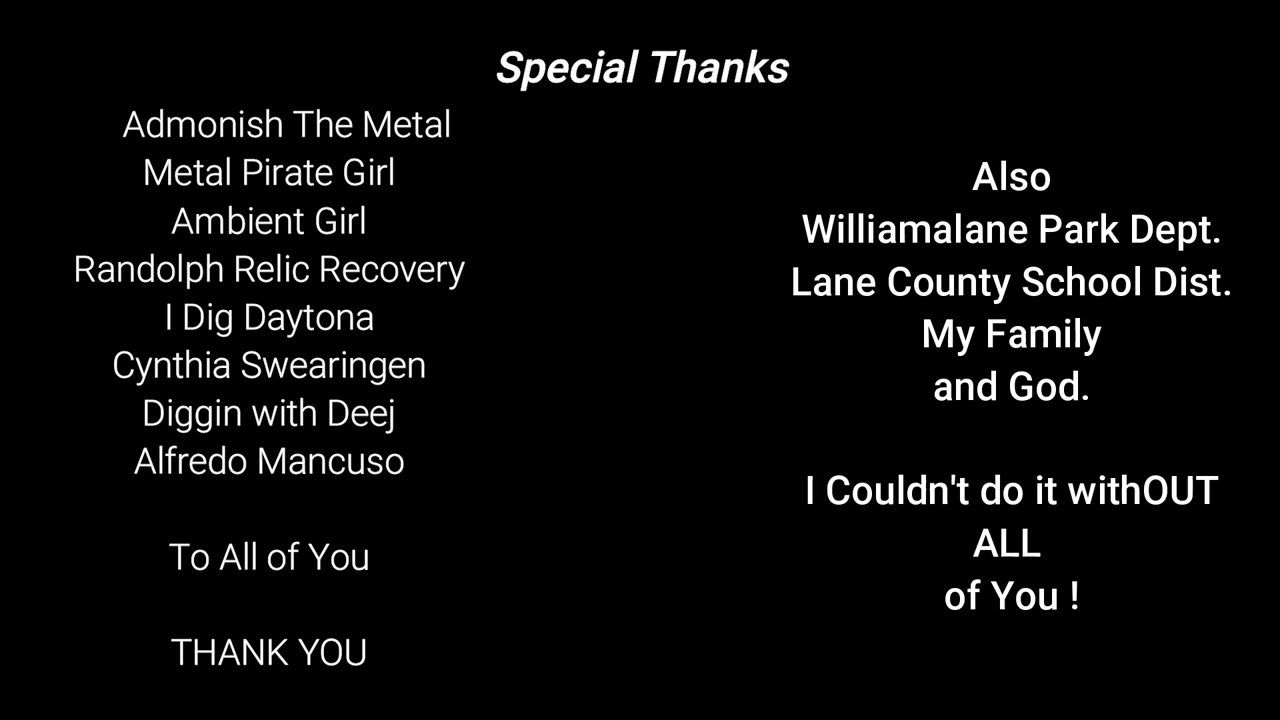 Special Thanks
Admonish The Metal
Metal Pirate Girl
Ambient Girl
Randolph Relic Recovery
I Dig Daytona
Cynthia Swearingen
Diggin with Deej
Alfredo Mancuso
To All of You
THANK YOU
Also
Williamalane Park Dept.
Lane County School Dist.
My Family
and God.
I Couldn't do it withOUT
ALL
of You !